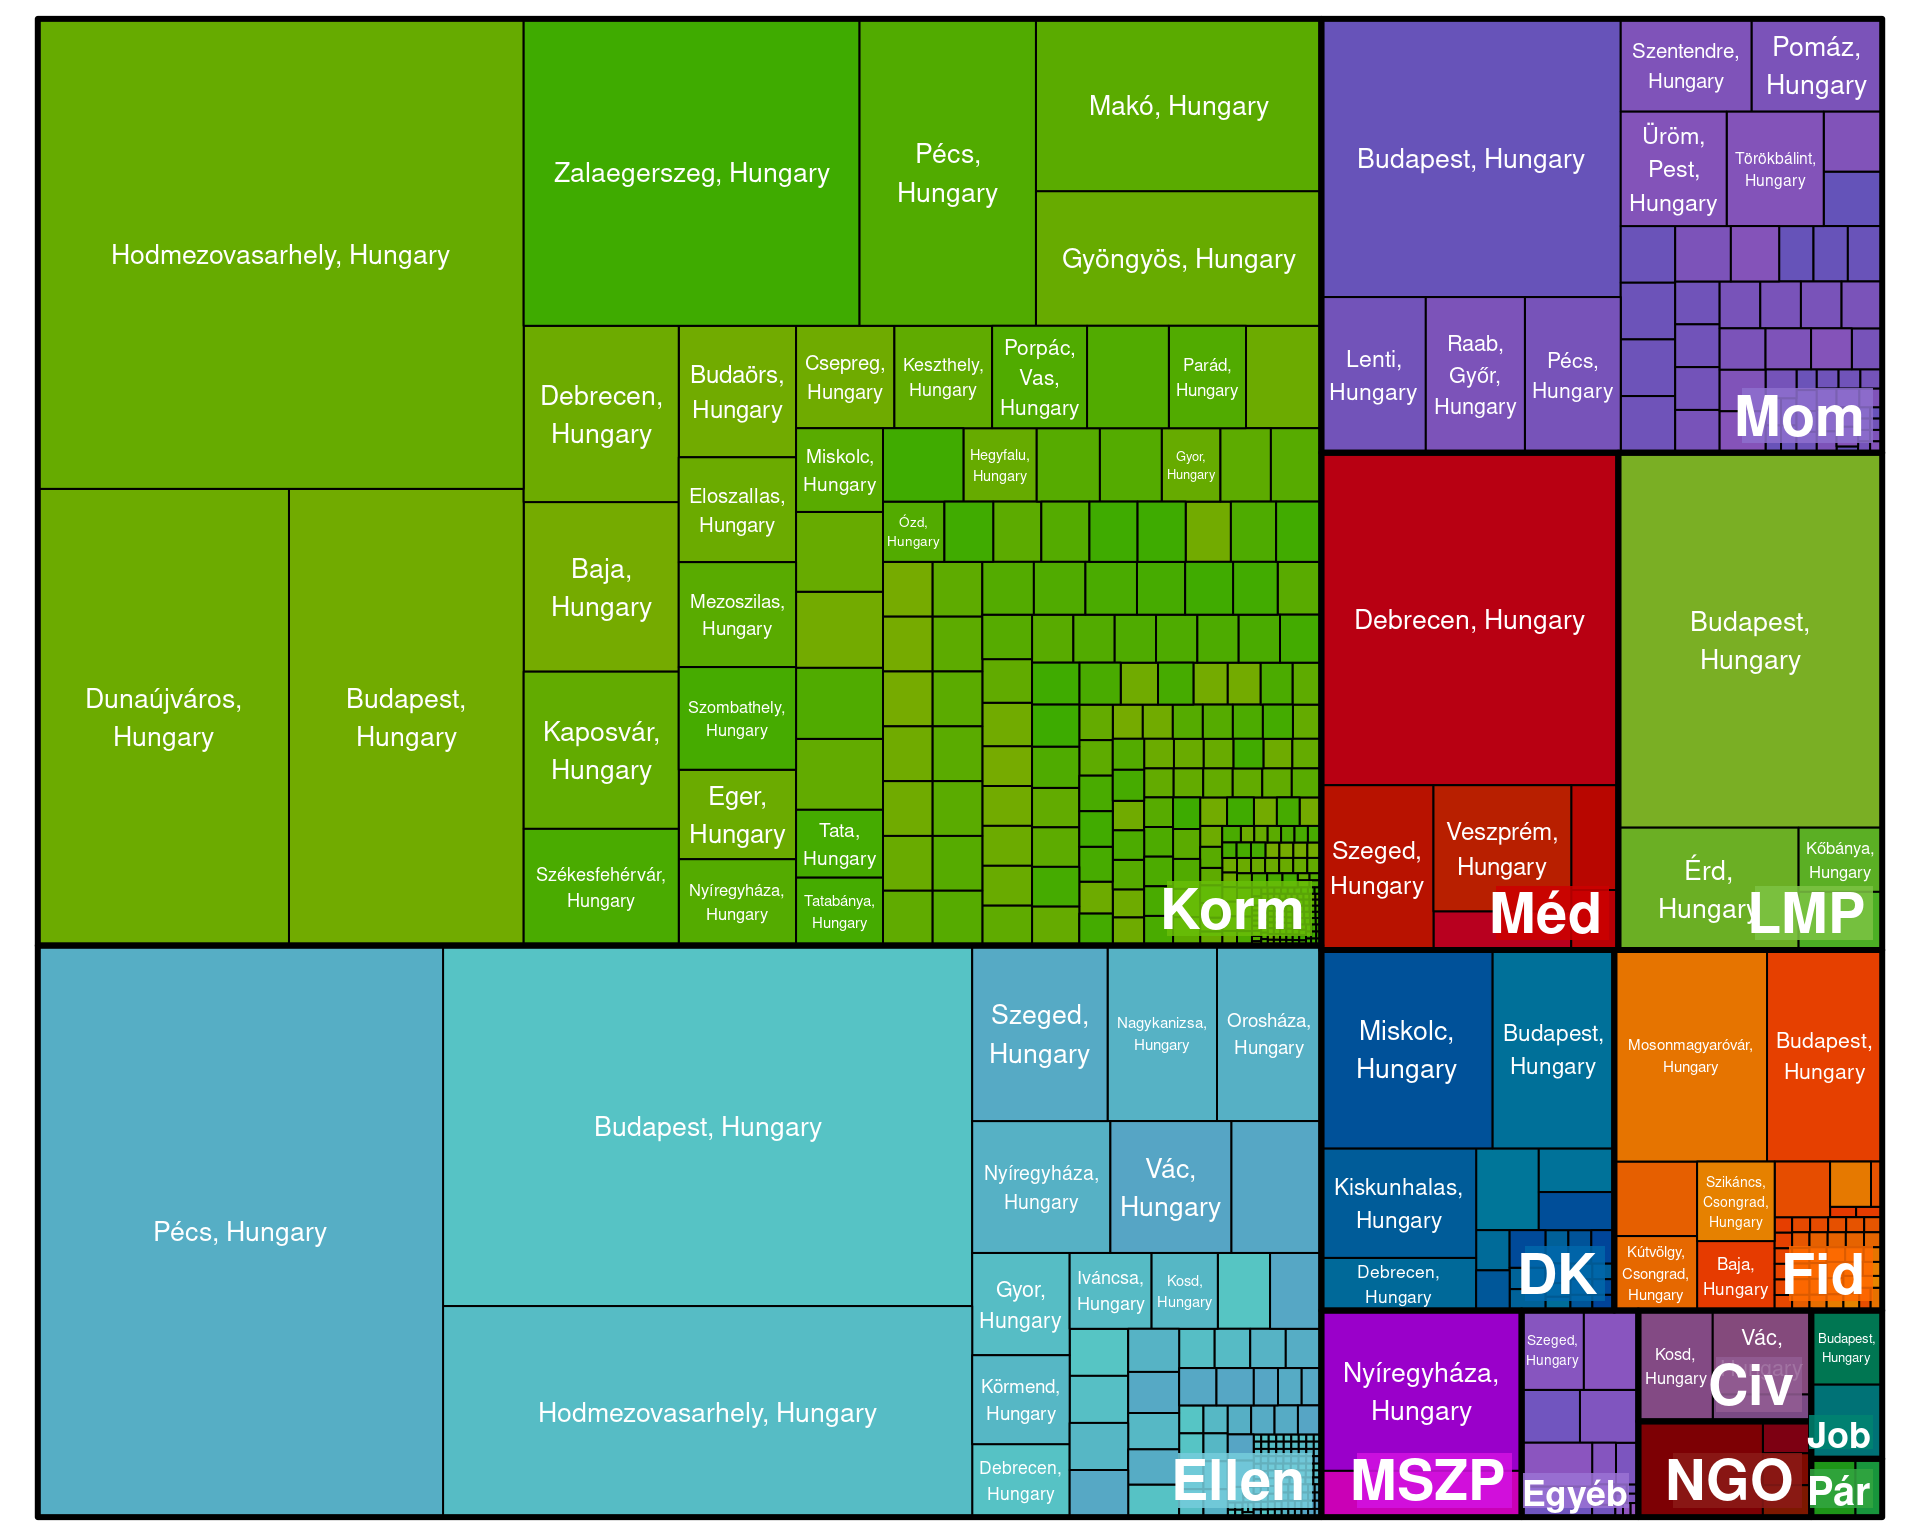 Hodmezovasarhely, Hungary
Dunaújváros,
Hungary
Budapest,
Hungary
Zalaegerszeg, Hungary
Pécs,
Hungary
Makó, Hungary
Gyöngyös, Hungary
Debrecen,
Hungary
Baja,
Hungary
Kaposvár,
Hungary
Székesfehérvár,
Hungary
Budaörs,
Hungary
Eloszallas,
Hungary
Mezoszilas,
Hungary
Szombathely,
Hungary
Eger,
Hungary
Nyíregyháza,
Hungary
Csepreg,
Hungary
Keszthely,
Hungary
Porpác,
Vas,
Hungary
Parád,
Hungary
Miskolc,
Hungary
Hegyfalu,
Hungary
Gyor,
Hungary
Ózd,
Hungary
Tata,
Hungary
Tatabánya,
Hungary
Korm
Budapest, Hungary
Szentendre,
Hungary
Pomáz,
Hungary
Üröm,
Pest,
Hungary
Törökbálint,
Hungary
Lenti,
Hungary
Raab,
Győr,
Hungary
Pécs,
Hungary
Mom
Debrecen, Hungary
Szeged,
Hungary
Veszprém,
Hungary
Méd
Budapest,
Hungary
Érd,
Hungary
Kőbánya,
Hungary
LMP
Pécs, Hungary
Budapest, Hungary
Hodmezovasarhely, Hungary
Szeged,
Hungary
Nagykanizsa,
Hungary
Orosháza,
Hungary
Nyíregyháza,
Hungary
Vác,
Hungary
Gyor,
Hungary
Iváncsa,
Hungary
Kosd,
Hungary
Körmend,
Hungary
Debrecen,
Hungary
Ellen
Miskolc,
Hungary
Budapest,
Hungary
Kiskunhalas,
Hungary
Debrecen,
Hungary
DK
Mosonmagyaróvár,
Hungary
Budapest,
Hungary
Szikáncs,
Csongrad,
Hungary
Kútvölgy,
Csongrad,
Hungary
Baja,
Hungary
Fid
Nyíregyháza,
Hungary
MSZP
Szeged,
Hungary
Egyéb
Kosd,
Hungary
Vác,
Hungary
Civ
Budapest,
Hungary
Job
NGO
Pár